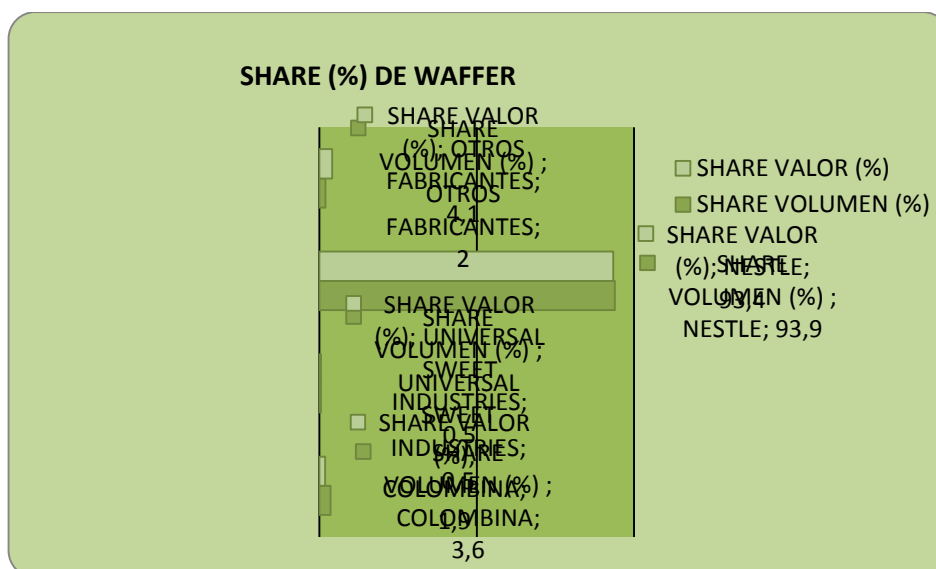 SHARE (%) DE WAFFER
SHARE VALOR
(%); OTROS
FABRICANTES;
4,1
SHARE
VOLUMEN (%) ;
OTROS
FABRICANTES;
2
SHARE VALOR (%)
SHARE VOLUMEN (%)
SHARE VALOR
(%); NESTLE;
93,4
SHARE
VOLUMEN (%) ;
NESTLE; 93,9
SHARE VALOR
(%); UNIVERSAL
SWEET
INDUSTRIES;
0,5
SHARE
VOLUMEN (%) ;
UNIVERSAL
SWEET
INDUSTRIES;
0,5
SHARE VALOR
(%);
COLOMBINA;
1,9
SHARE
VOLUMEN (%) ;
COLOMBINA;
3,6